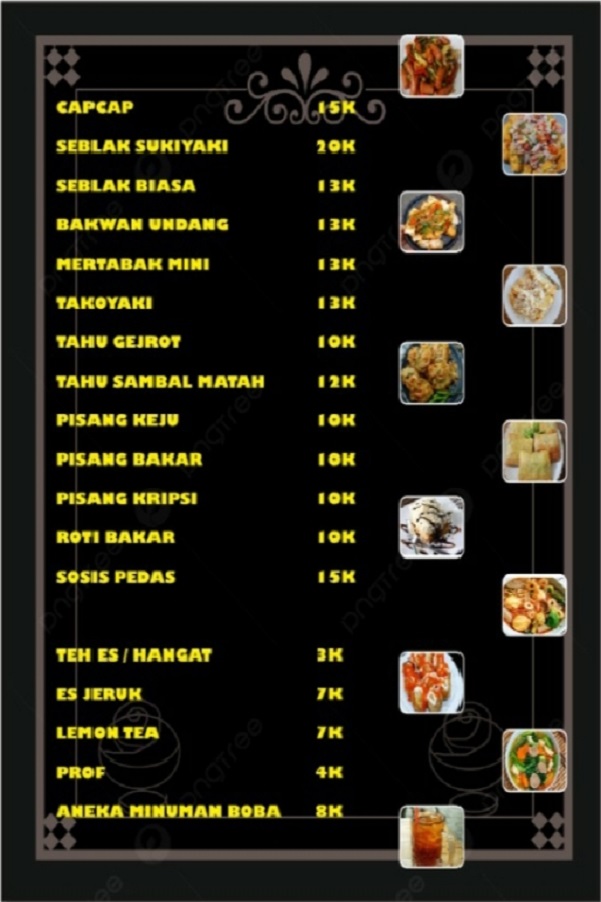 CAPCAP 15K
SEBLAK SUKIYAKI 20K
SEBLAK BIASA 13K
BAKWAN UNDANG 13K
MERTABAK MINI 13K
TAKOYAKI 13K
TAHU GEJROT 10K
TAHU SAMBAL MATAH 12K
PISANG KEJU 10K
PISANG BAKAR 10K
PISANG KRIPSI 10K
ROTI BAKAR 10K
SOSIS PEDAS 15K
TEH ES / HANGAT 3K
ES JERUK 7K
LEMON TEA 7K
PROF 4K
ANEKA MINUMAN BOBA 8K